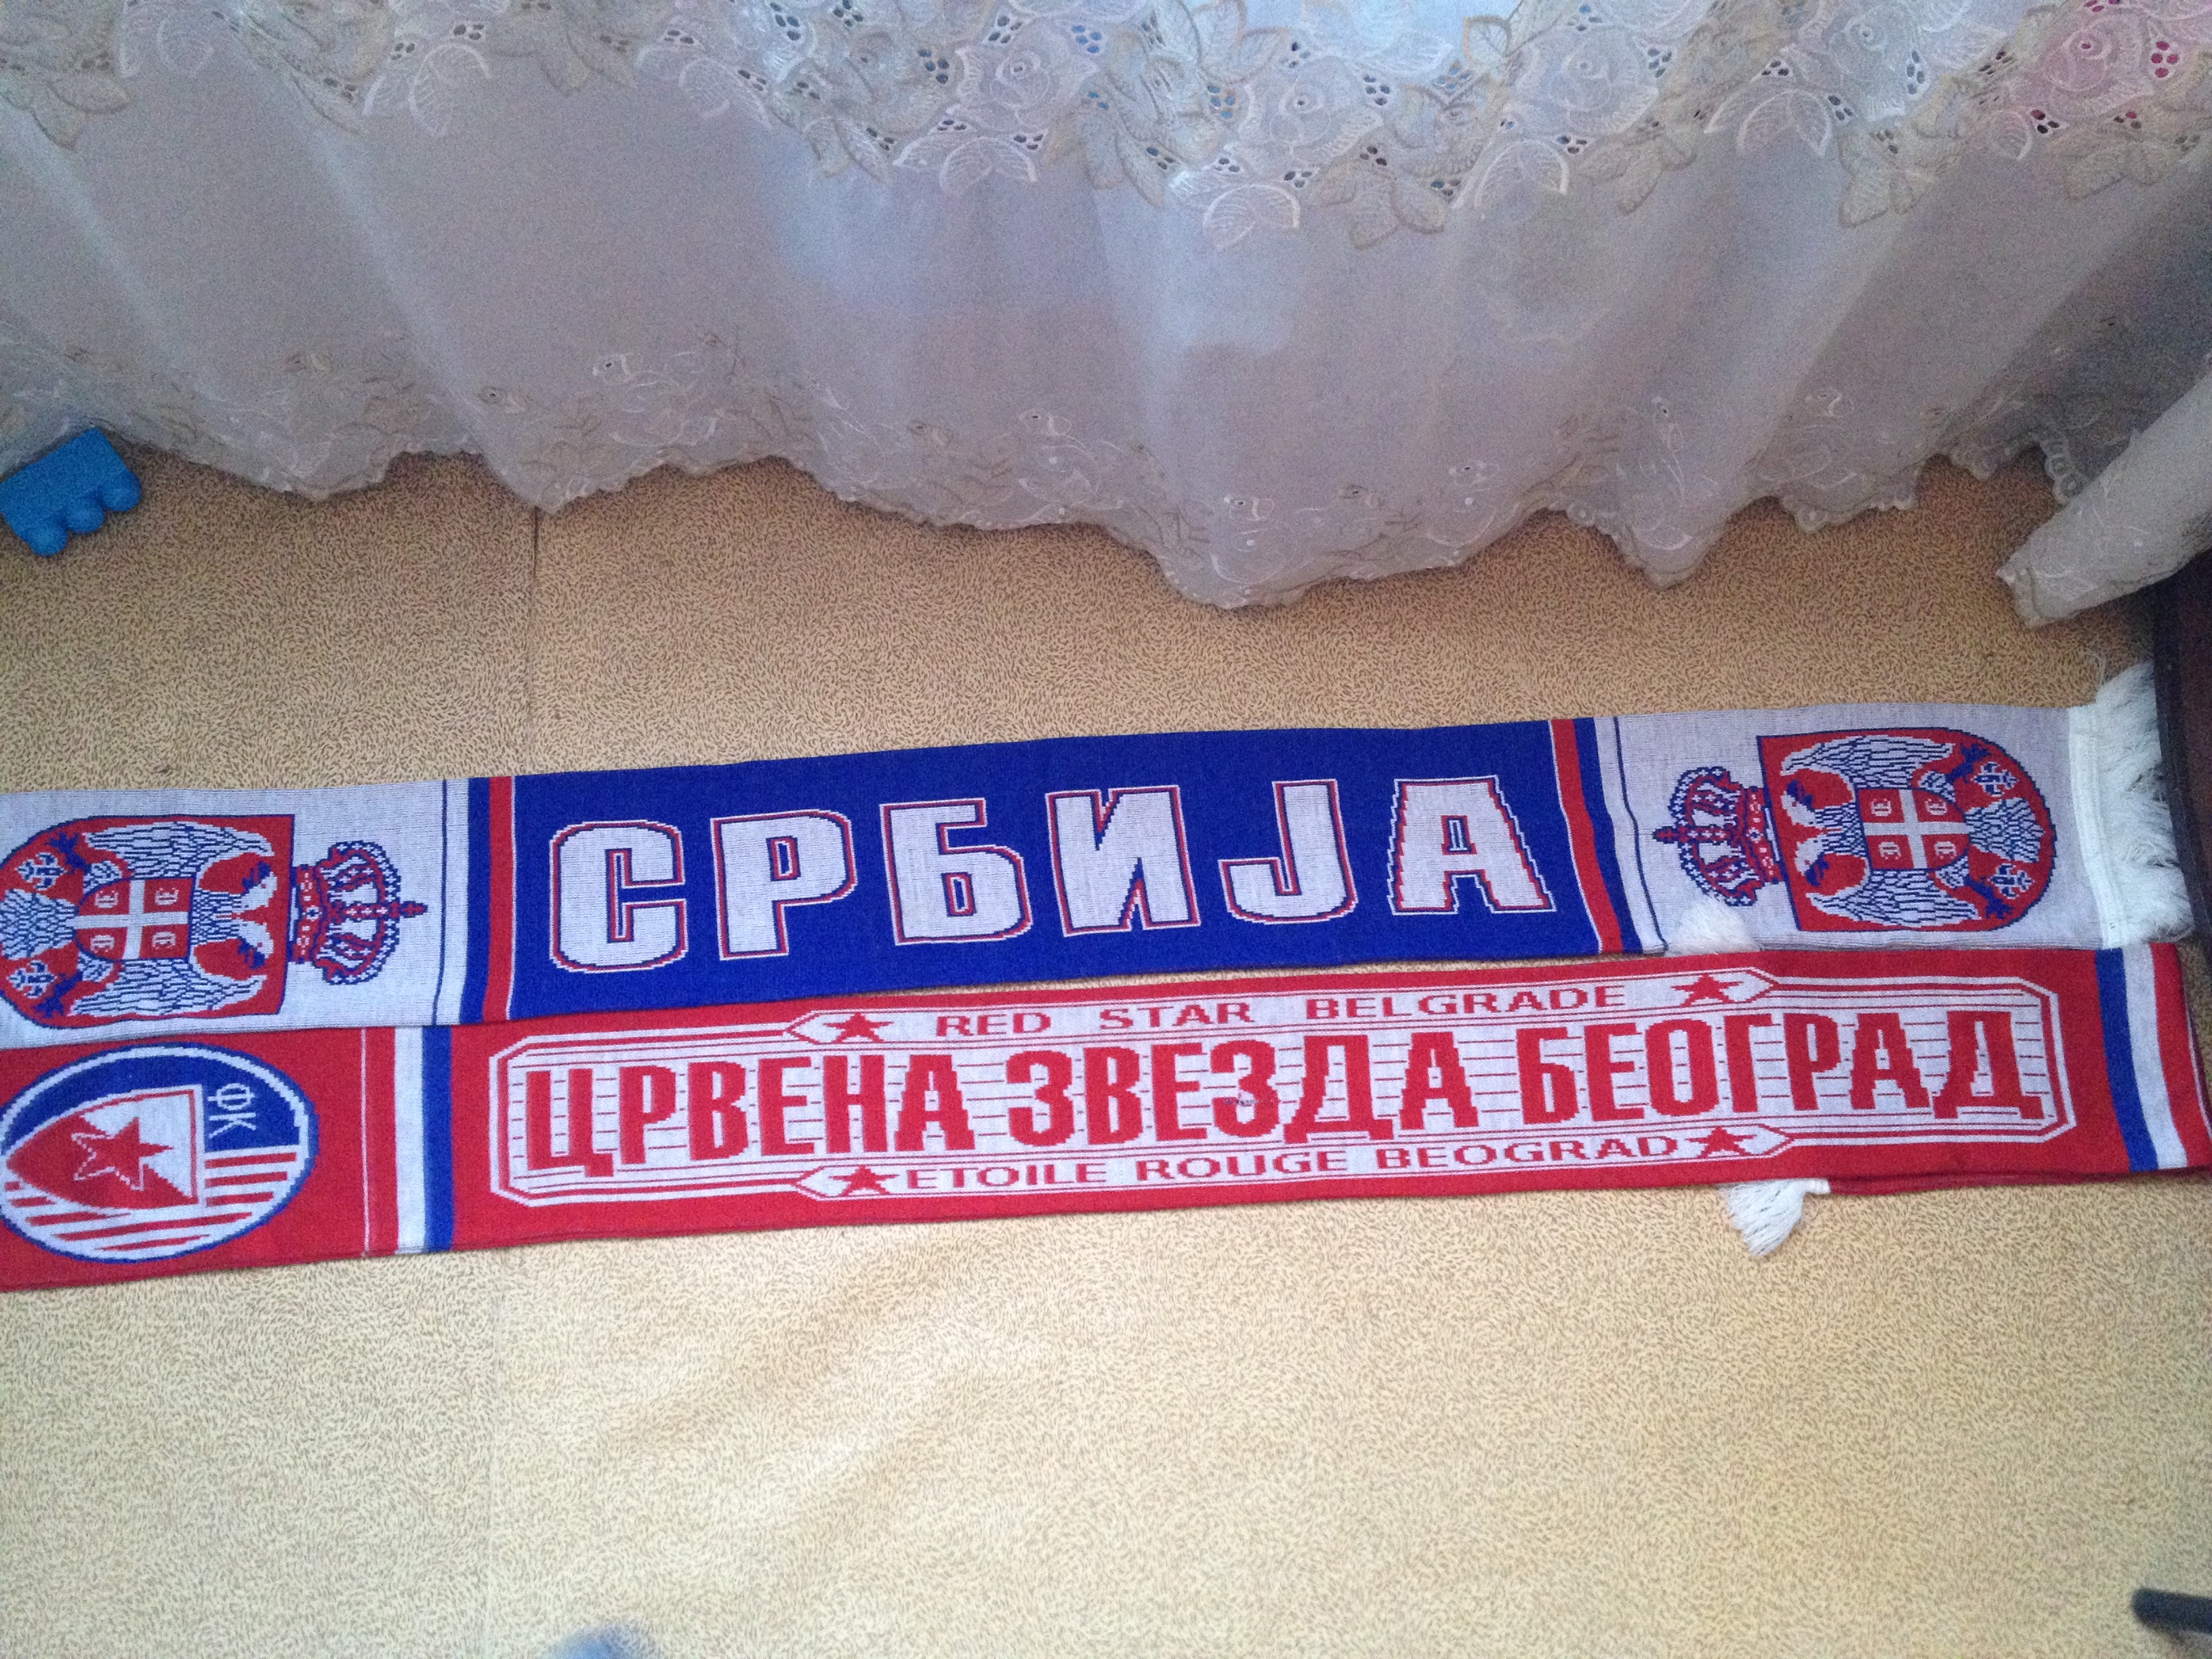 СРБИЈА
RED STAR BELGRADE
ЦРВЕНА ЗВЕЗДА БЕОГРАД
ETOILE ROUGE BEOGRAD
ФК